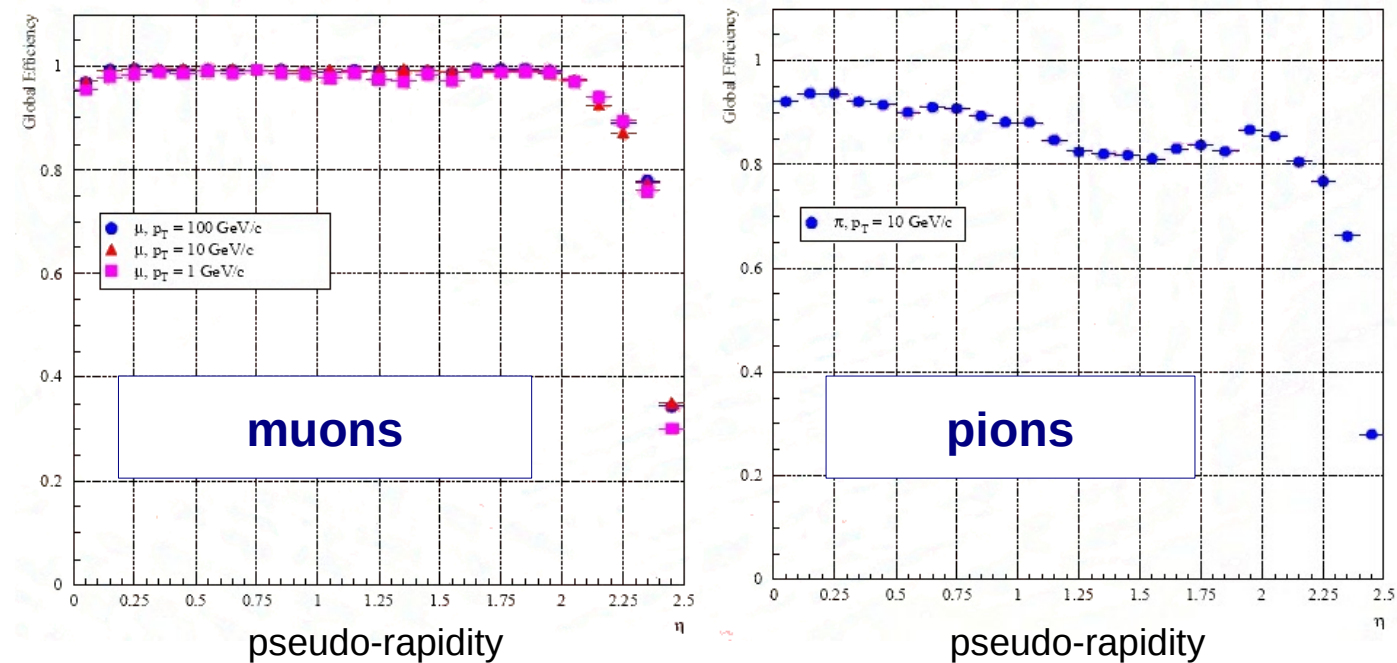 Global Efficiency
1
0.8
0.6
0.4
0.2
0
μ, pT = 100 GeV/c
μ, pT = 10 GeV/c
μ, pT = 1 GeV/c
muons
0 0.25 0.5 0.75 1 1.25 1.5 1.75 2 2.25 2.5
η
pseudo-rapidity
Global Efficiency
1
0.8
0.6
0.4
0.2
0
π, pT = 10 GeV/c
pions
0 0.25 0.5 0.75 1 1.25 1.5 1.75 2 2.25 2.5
η
pseudo-rapidity